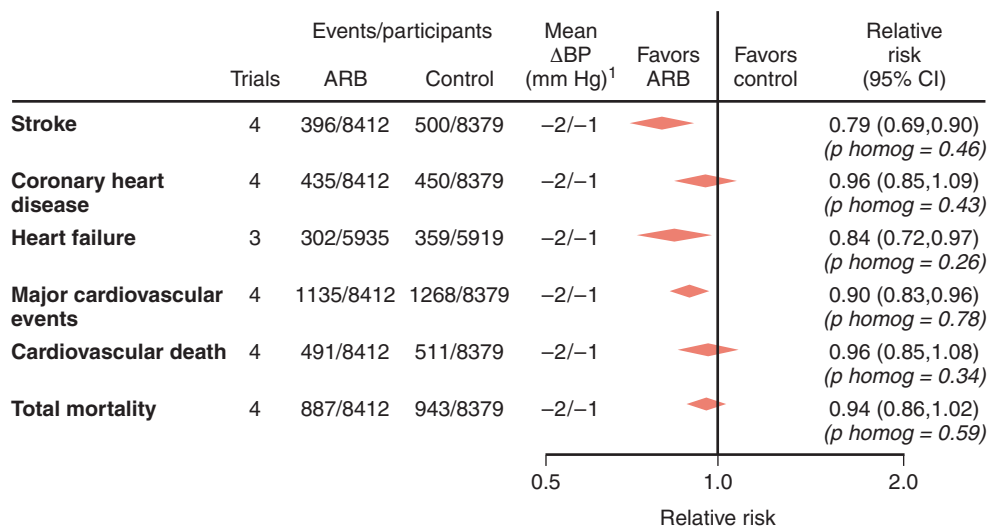 Events/participants Mean Relative
ΔBP Favors Favors risk
Trials ARB Control (mm Hg)1 ARB control (95% CI)
Stroke 4 396/8412 500/8379 –2/–1 0.79 (0.69,0.90)
(p homog = 0.46)
Coronary heart 4 435/8412 450/8379 –2/–1 0.96 (0.85,1.09)
disease (p homog = 0.43)
Heart failure 3 302/5935 359/5919 –2/–1 0.84 (0.72,0.97)
(p homog = 0.26)
Major cardiovascular 4 1135/8412 1268/8379 –2/–1 0.90 (0.83,0.96)
events (p homog = 0.78)
Cardiovascular death 4 491/8412 511/8379 –2/–1 0.96 (0.85,1.08)
(p homog = 0.34)
Total mortality 4 887/8412 943/8379 –2/–1 0.94 (0.86,1.02)
(p homog = 0.59)
0.5 1.0 2.0
Relative risk